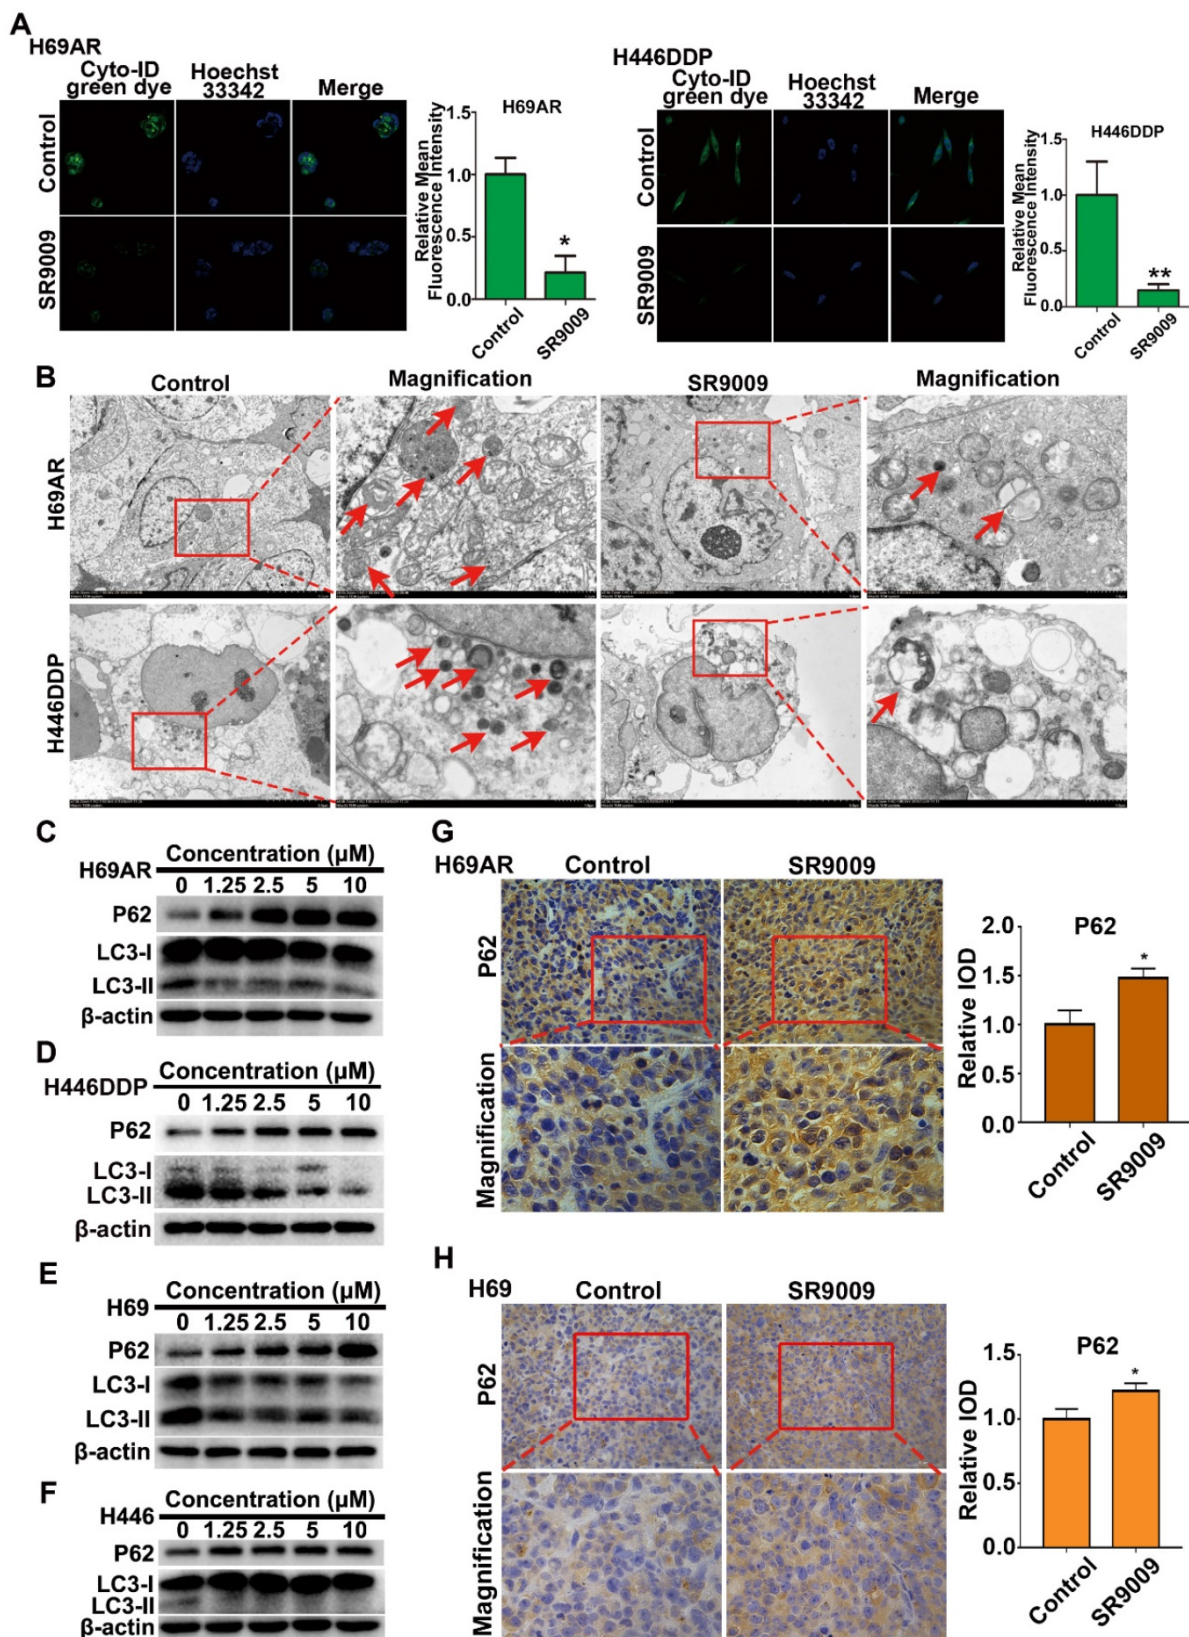 A
H69AR
Cyto-ID
green dye
Hoechst
33342
Merge
Control
SR9009
H69AR
Relative Mean
Fluorescence Intensity
1.5
1.0
0.5
0.0
*
Control
SR9009
H446DDP
Cyto-ID
green dye
Hoechst
33342
Merge
Control
SR9009
H446DDP
Relative Mean
Fluorescence Intensity
1.5
1.0
0.5
0.0
**
Control
SR9009
B
Control
Magnification
SR9009
Magnification
H69AR
H446DDP
C
Concentration (μM)
H69AR
0 1.25 2.5 5 10
P62
LC3-I
LC3-II
β-actin
D
Concentration (μM)
H446DDP
0 1.25 2.5 5 10
P62
LC3-I
LC3-II
β-actin
E
Concentration (μM)
H69
0 1.25 2.5 5 10
P62
LC3-I
LC3-II
β-actin
F
Concentration (μM)
H446
0 1.25 2.5 5 10
P62
LC3-I
LC3-II
β-actin
G
H69AR
Control
SR9009
P62
Magnification
P62
Relative IOD
2.0
1.5
1.0
0.5
0.0
*
Control
SR9009
H
H69
Control
SR9009
P62
Magnification
P62
Relative IOD
1.5
1.0
0.5
0.0
*
Control
SR9009